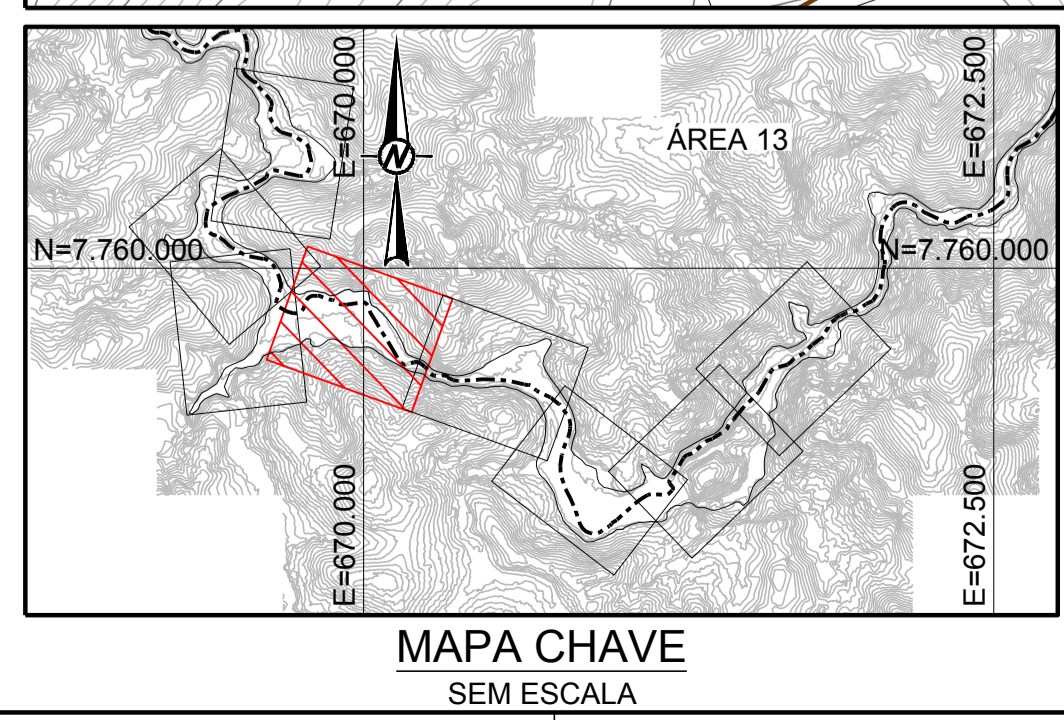 E=670.000
E=672.500
ÁREA 13
N
N=7.760.000
N=7.760.000
E=670.000
E=672.500
MAPA CHAVE
SEM ESCALA